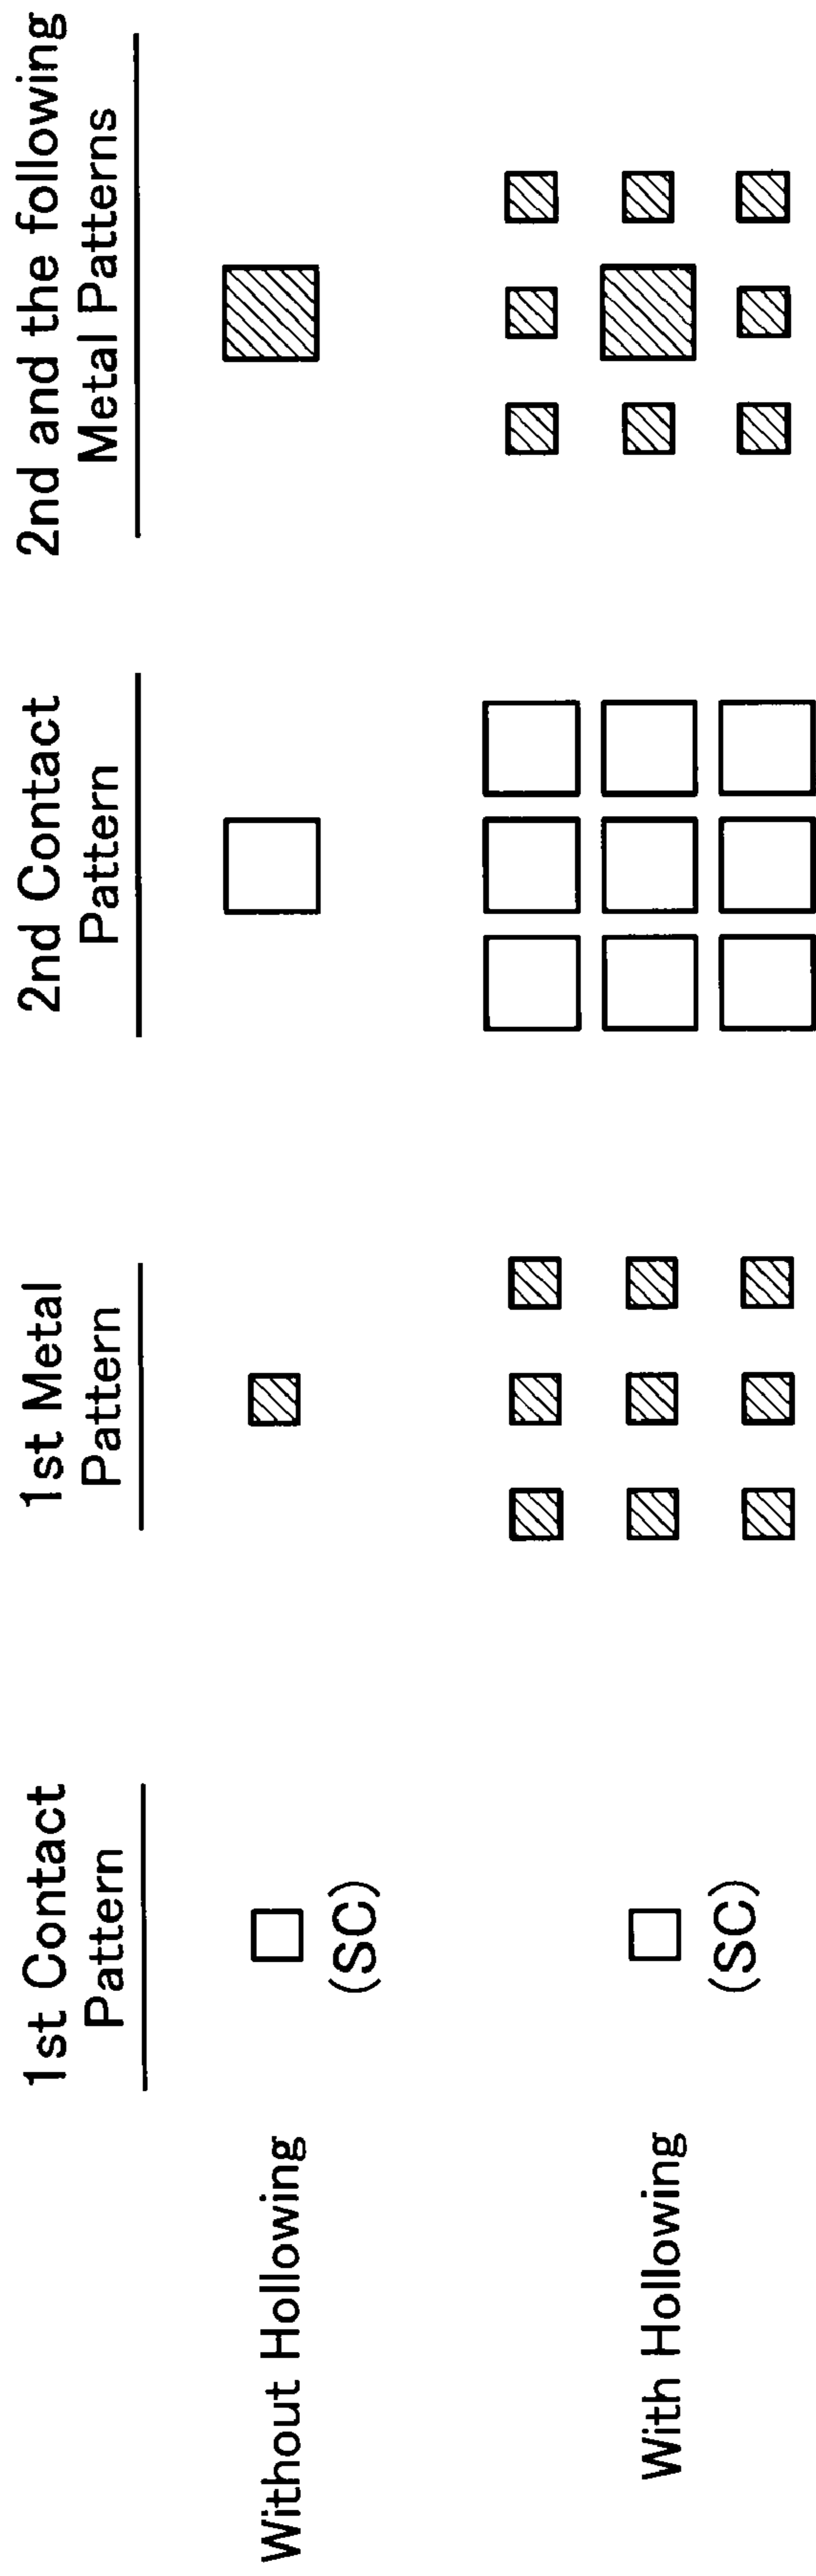 1st Contact
Pattern
1st Metal
Pattern
2nd Contact
Pattern
2nd and the following
Metal Patterns
Without Hollowing
(SC)
With Hollowing
(SC)